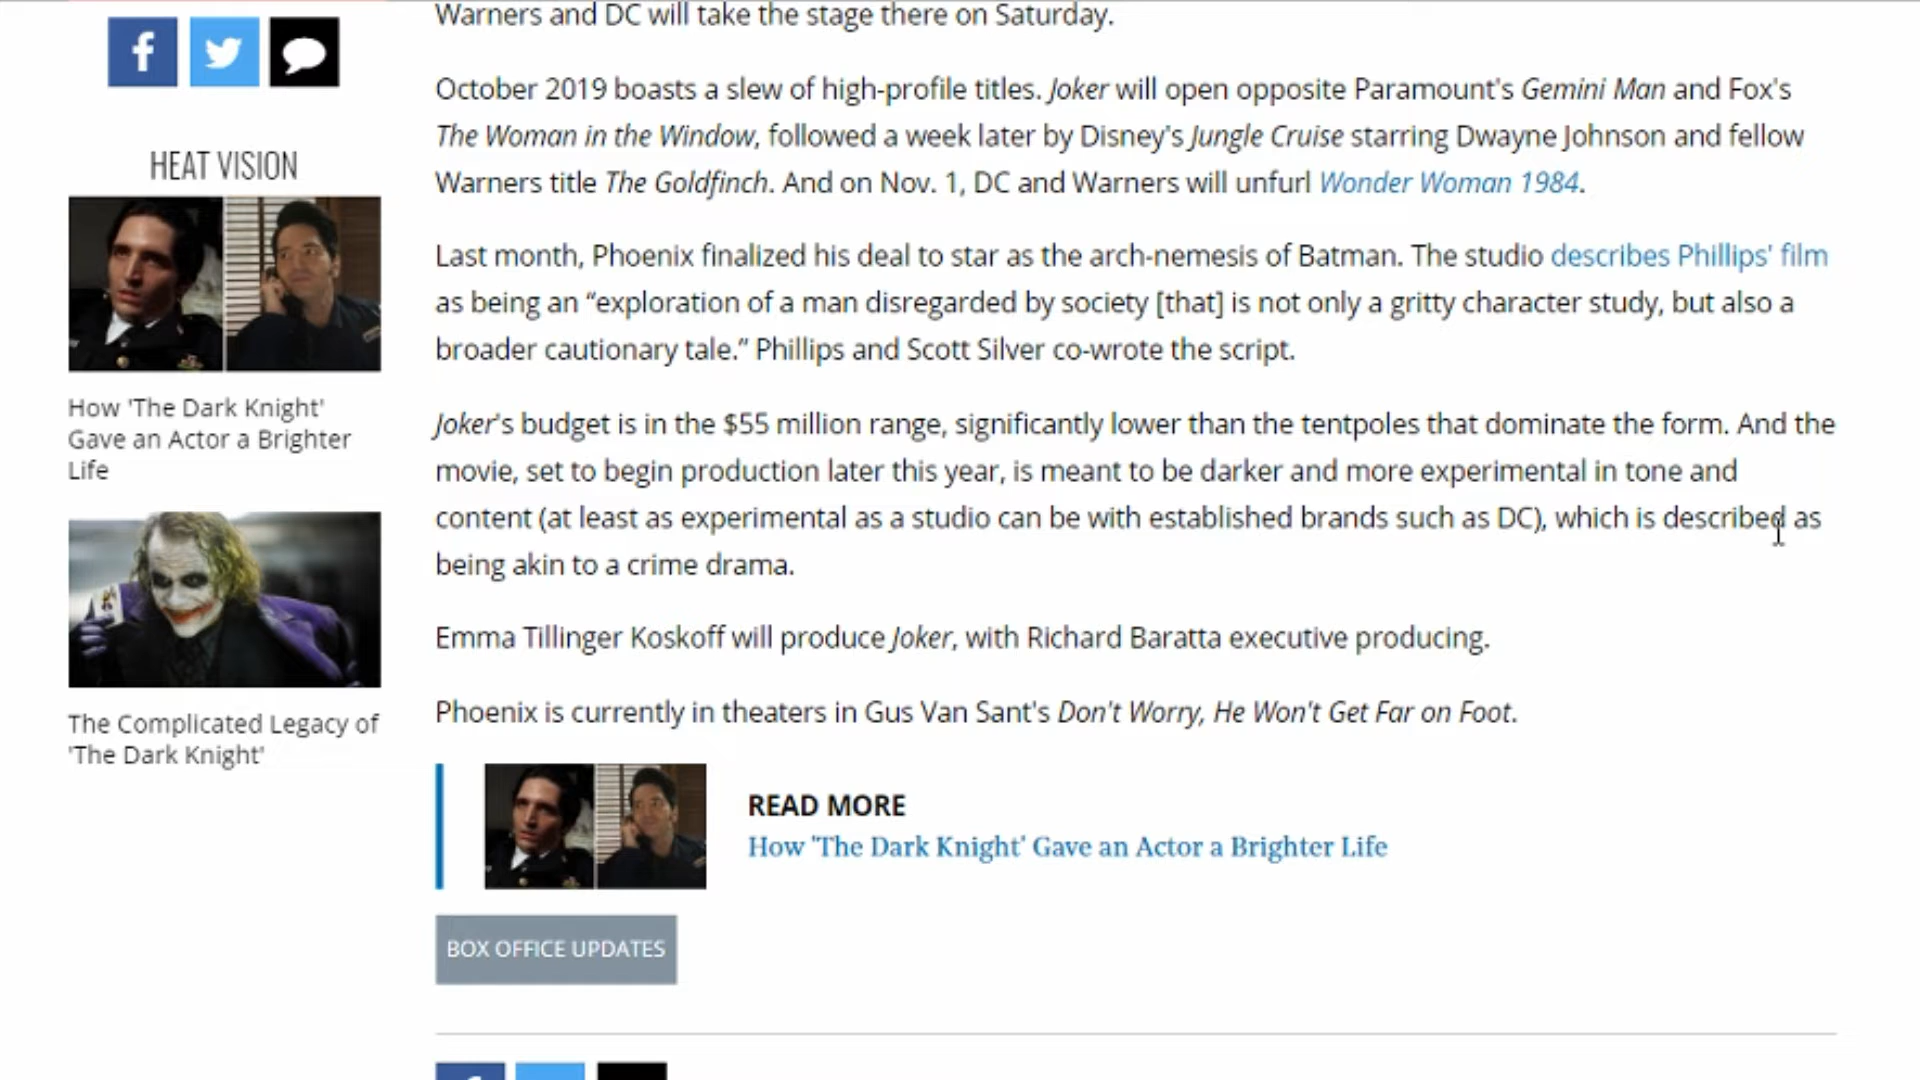 Warners and DC will take the stage there on Saturday.
October 2019 boasts a slew of high-profile titles. Joker will open opposite Paramount's Gemini Man and Fox's
The Woman in the Window, followed a week later by Disney's Jungle Cruise starring Dwayne Johnson and fellow
Warners title The Goldfinch. And on Nov. 1, DC and Warners will unfurl Wonder Woman 1984.
Last month, Phoenix finalized his deal to star as the arch-nemesis of Batman. The studio describes Phillips' film
as being an “exploration of a man disregarded by society [that] is not only a gritty character study, but also a
broader cautionary tale.” Phillips and Scott Silver co-wrote the script.
Joker's budget is in the $55 million range, significantly lower than the tentpoles that dominate the form. And the
movie, set to begin production later this year, is meant to be darker and more experimental in tone and
content (at least as experimental as a studio can be with established brands such as DC), which is described as
being akin to a crime drama.
Emma Tillinger Koskoff will produce Joker, with Richard Baratta executive producing.
Phoenix is currently in theaters in Gus Van Sant's Don't Worry, He Won't Get Far on Foot.
READ MORE
How 'The Dark Knight' Gave an Actor a Brighter Life
BOX OFFICE UPDATES
HEAT VISION
How 'The Dark Knight'
Gave an Actor a Brighter
Life
The Complicated Legacy of
'The Dark Knight'